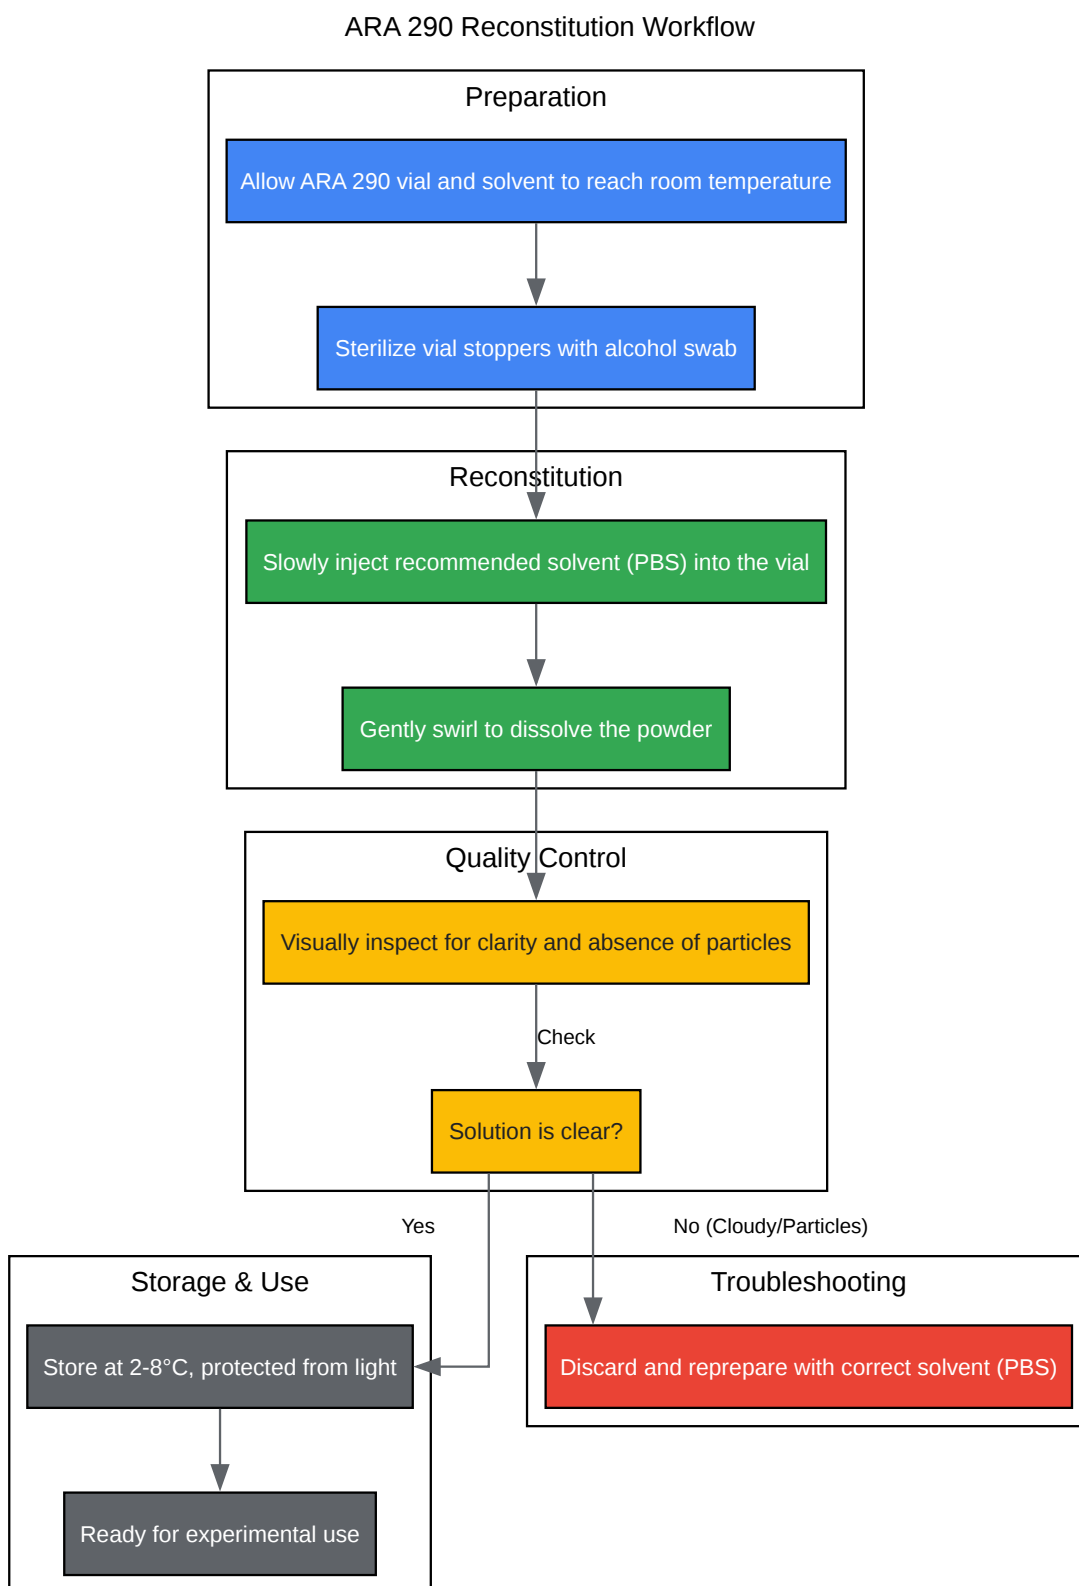 ARA 290 Reconstitution Workflow
Preparation
Allow ARA 290 vial and solvent to reach room temperature
Sterilize vial stoppers with alcohol swab
Reconstitution
Slowly inject recommended solvent (PBS) into the vial
Gently swirl to dissolve the powder
Quality Control
Visually inspect for clarity and absence of particles
Check
Solution is clear?
Yes
No (Cloudy/Particles)
Storage & Use
Store at 2-8°C, protected from light
Ready for experimental use
Troubleshooting
Discard and reprepare with correct solvent (PBS)